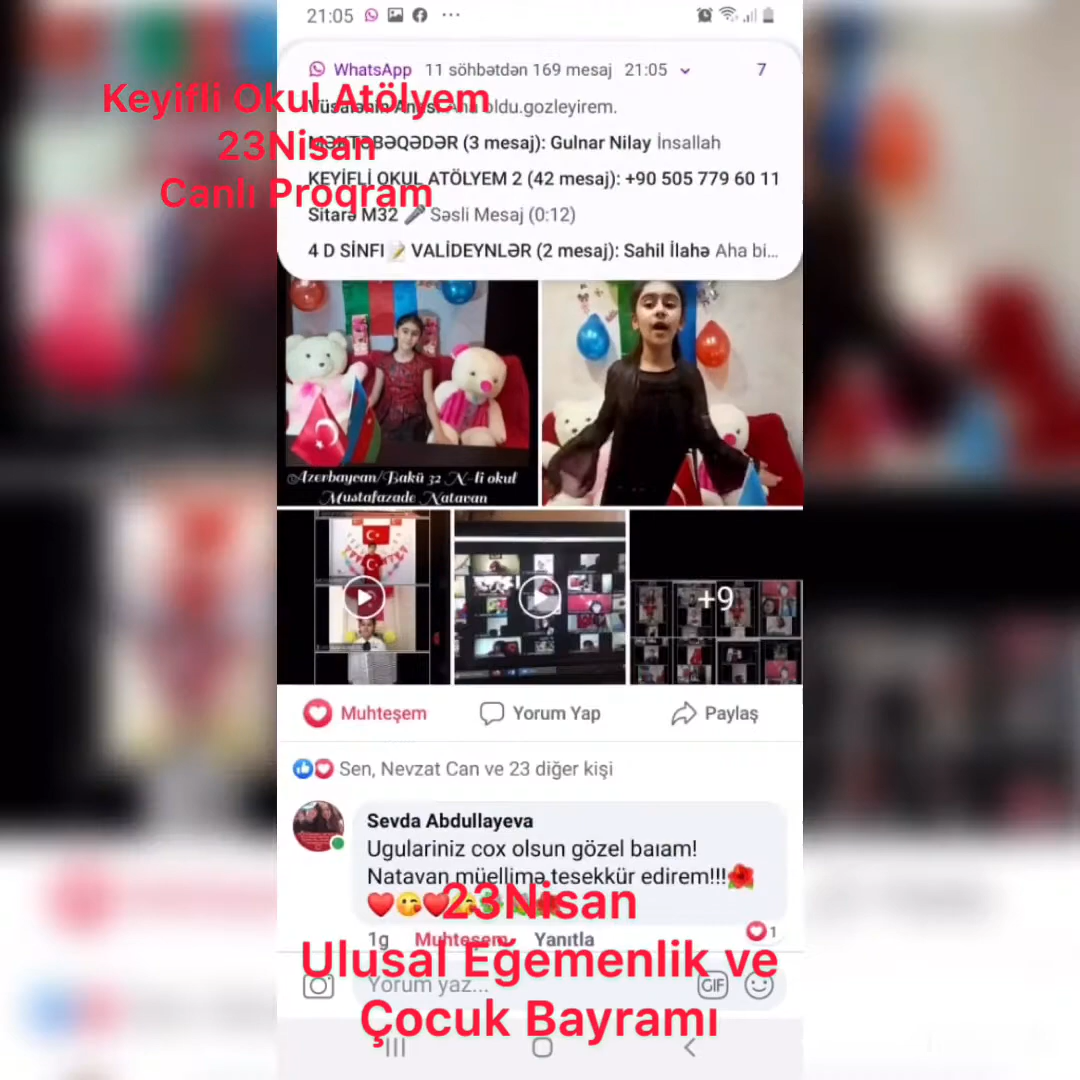 21:05
WhatsApp 11 söhbətdən 169 mesaj 21:05 7
Keyifli Okul Atölyem
23Nisan
Canlı Proqram
oldu.gozleyirem.
(3 mesaj): Gulnar Nilay İnsallah
KEYİFLİ OKUL ATÖLYEM 2 (42 mesaj): +90 505 779 60 11
Sitarə M32 Səsli Mesaj (0:12)
4 D SİNFİ VALİDEYNLƏR (2 mesaj): Sahil İlahə Aha bi...
Azerbaycan/Bakü 32 N-li okul
Mustafazade Natavan
+9
Muhteşem Yorum Yap Paylaş
Sen, Nevzat Can ve 23 diğer kişi
Sevda Abdullayeva
Ugulariniz cox olsun gözel baıam!
Natavan müellimə tesekkür edirem!!!
23Nisan
1g Muhteşem Yanıtla 1
Ulusal Eğemenlik ve
Yorum yaz... GIF
Çocuk Bayramı